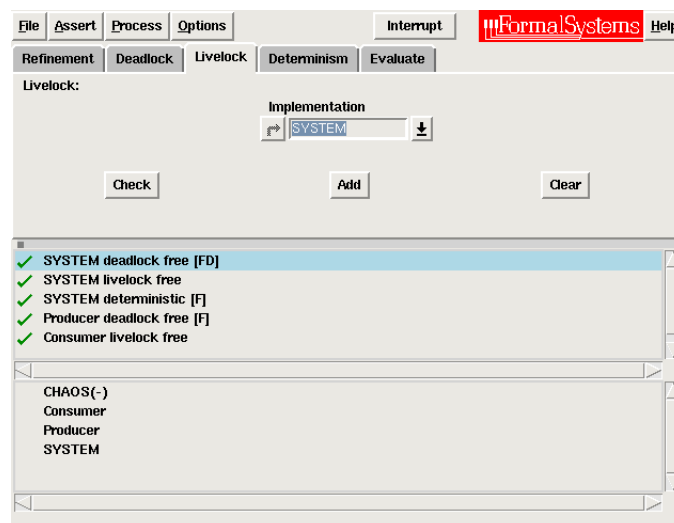 File Assert Process Options Interrupt FormalSystems Help
Refinement Deadlock Livelock Determinism Evaluate
Livelock:
Implementation
SYSTEM
Check Add Clear
SYSTEM deadlock free [FD]
SYSTEM livelock free
SYSTEM deterministic [F]
Producer deadlock free [F]
Consumer livelock free
CHAOS(-)
Consumer
Producer
SYSTEM